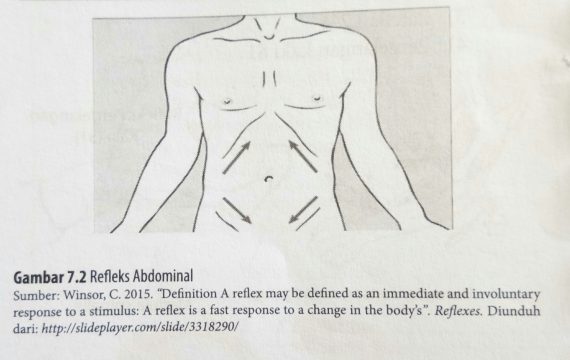 Gambar 7.2 Refleks Abdominal
Sumber: Winsor, C. 2015. “Definition A reflex may be defined as an immediate and involuntary
response to a stimulus: A reflex is a fast response to a change in the body’s”. Reflexes. Diunduh
dari: http://slideplayer.com/slide/3318290/